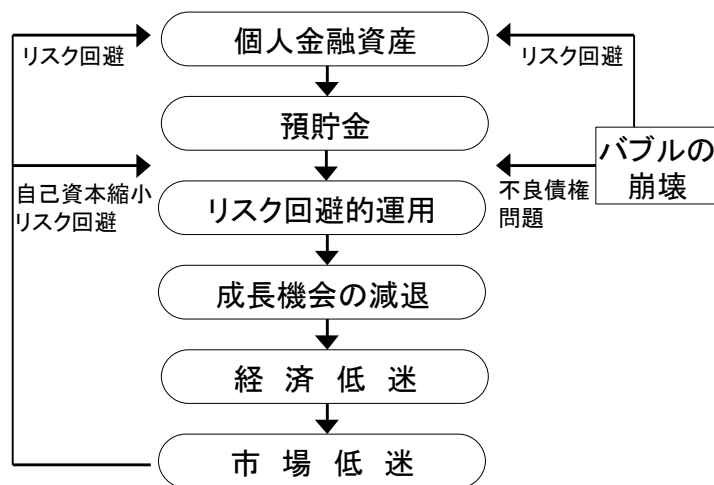 個人金融資産
リスク回避
リスク回避
預貯金
バブルの
崩壊
自己資本縮小
リスク回避
リスク回避的運用
不良債権
問題
成長機会の減退
経済低迷
市場低迷